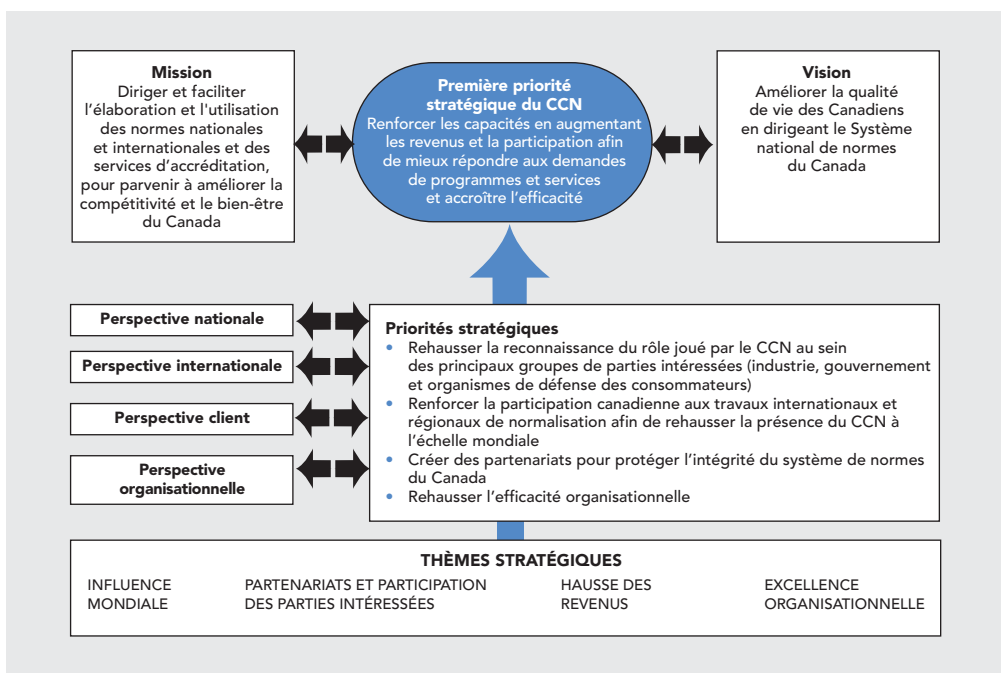 Mission
Diriger et faciliter
l’élaboration et l'utilisation
des normes nationales
et internationales et des
services d’accréditation,
pour parvenir à améliorer la
compétitivité et le bien-être
du Canada
Première priorité
stratégique du CCN
Renforcer les capacités en augmentant
les revenus et la participation afin
de mieux répondre aux demandes
de programmes et services
et accroître l’efficacité
Vision
Améliorer la qualité
de vie des Canadiens
en dirigeant le Système
national de normes
du Canada
Perspective nationale
Perspective internationale
Perspective client
Perspective
organisationnelle
Priorités stratégiques
• Rehausser la reconnaissance du rôle joué par le CCN au sein
des principaux groupes de parties intéressées (industrie, gouvernement
et organismes de défense des consommateurs)
• Renforcer la participation canadienne aux travaux internationaux et
régionaux de normalisation afin de rehausser la présence du CCN à
l’échelle mondiale
• Créer des partenariats pour protéger l’intégrité du système de normes
du Canada
• Rehausser l’efficacité organisationnelle
THÈMES STRATÉGIQUES
INFLUENCE
MONDIALE
PARTENARIATS ET PARTICIPATION
DES PARTIES INTÉRESSÉES
HAUSSE DES
REVENUS
EXCELLENCE
ORGANISATIONNELLE